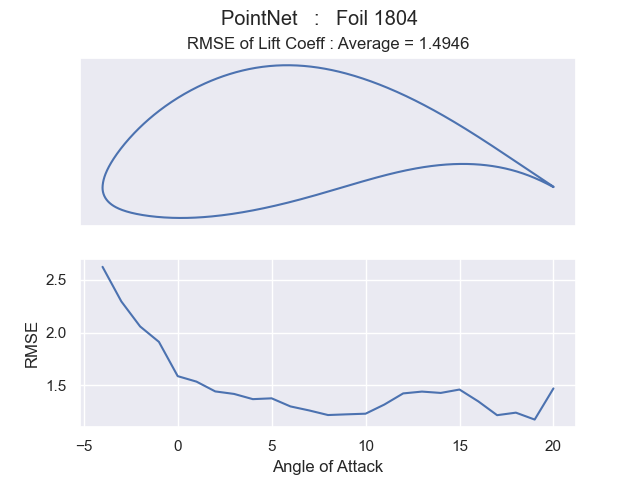 PointNet : Foil 1804
RMSE of Lift Coeff : Average = 1.4946
2.5
2.0
1.5
RMSE
−5 0 5 10 15 20
Angle of Attack